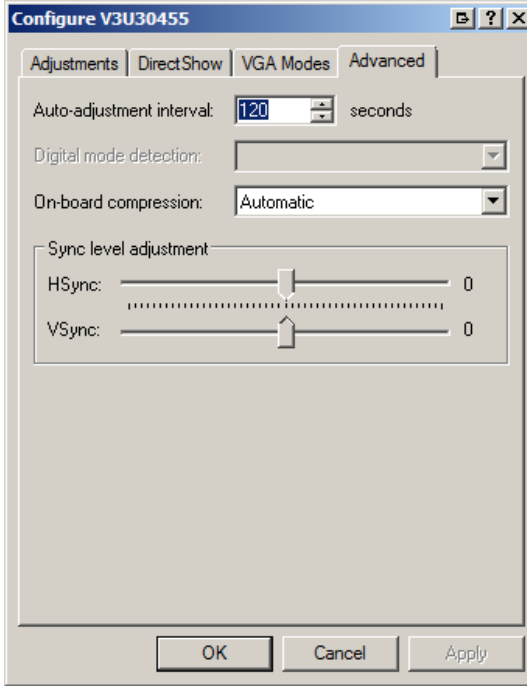 Configure V3U30455
Adjustments DirectShow VGA Modes Advanced
Auto-adjustment interval: 120 seconds
Digital mode detection:
On-board compression: Automatic
Sync level adjustment
HSync: 0
VSync: 0
OK Cancel Apply